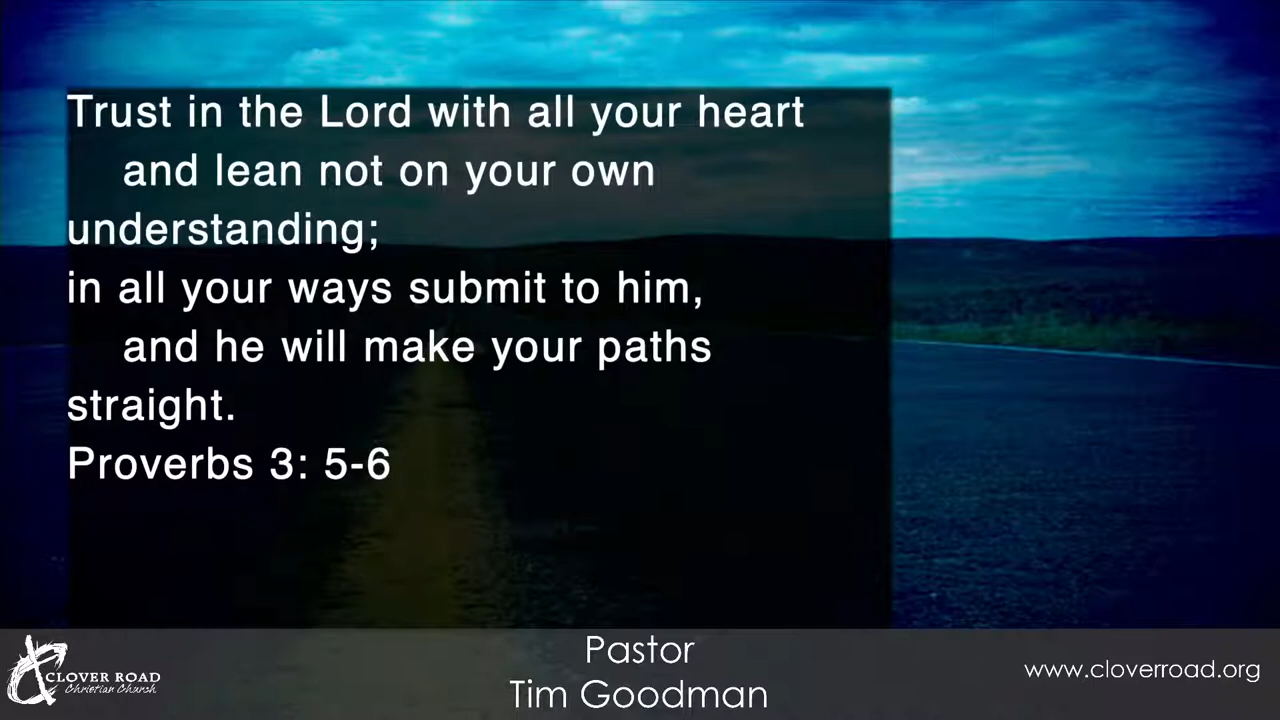 Trust in the Lord with all your heart
and lean not on your own
understanding;
in all your ways submit to him,
and he will make your paths
straight.
Proverbs 3: 5-6
CLOVER ROAD
Christian Church
Pastor
Tim Goodman
www.cloverroad.org